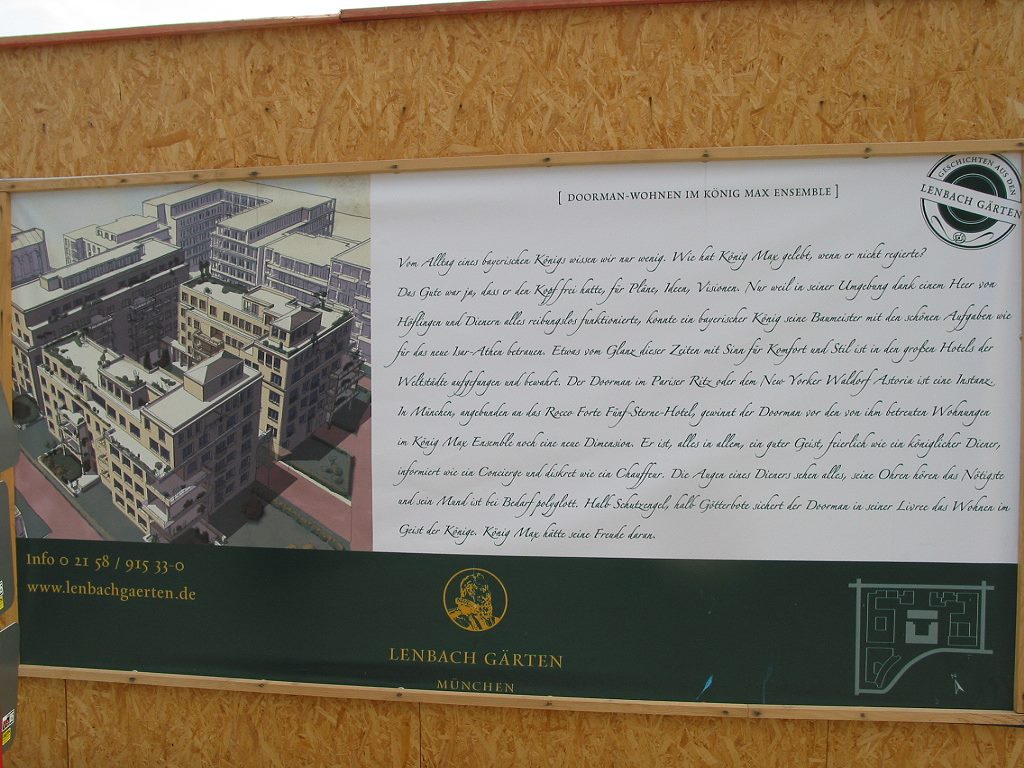 [ DOORMAN-WOHNEN IM KÖNIG MAX ENSEMBLE ]
GESCHICHTEN AUS DEN
LENBACH GÄRTEN
Vom Alltag eines bayerischen Königs wissen wir nur wenig. Wie hat König Max gelebt, wenn er nicht regierte?
Das Gute war ja, dass er den Kopf frei hatte, für Pläne, Ideen, Visionen. Nur weil in seiner Umgebung dank einem Heer von
Höflingen und Dienern alles reibungslos funktionierte, konnte ein bayerischer König seine Baumeister mit den schönen Aufgaben wie
für das neue Isar-Athen betrauen. Etwas vom Glanz dieser Zeiten mit Sinn für Komfort und Stil ist in den großen Hotels der
Weltstädte aufgefangen und bewahrt. Der Doorman im Pariser Ritz oder dem New Yorker Waldorf Astoria ist eine Instanz.
In München, angebunden an das Rocco Forte Fünf-Sterne-Hotel, gewinnt der Doorman vor den von ihm betreuten Wohnungen
im König Max Ensemble noch eine neue Dimension. Er ist, alles in allem, ein guter Geist, feierlich wie ein königlicher Diener,
informiert wie ein Concierge und diskret wie ein Chauffeur. Die Augen eines Dieners sehen alles, seine Ohren hören das Nötigste
und sein Mund ist bei Bedarf polyglott. Halb Schutzengel, halb Götterbote sichert der Doorman in seiner Livree das Wohnen im
Geist der Könige. König Max hätte seine Freude daran.
Info 0 21 58 / 915 33-0
www.lenbachgaerten.de
LENBACH GÄRTEN
MÜNCHEN